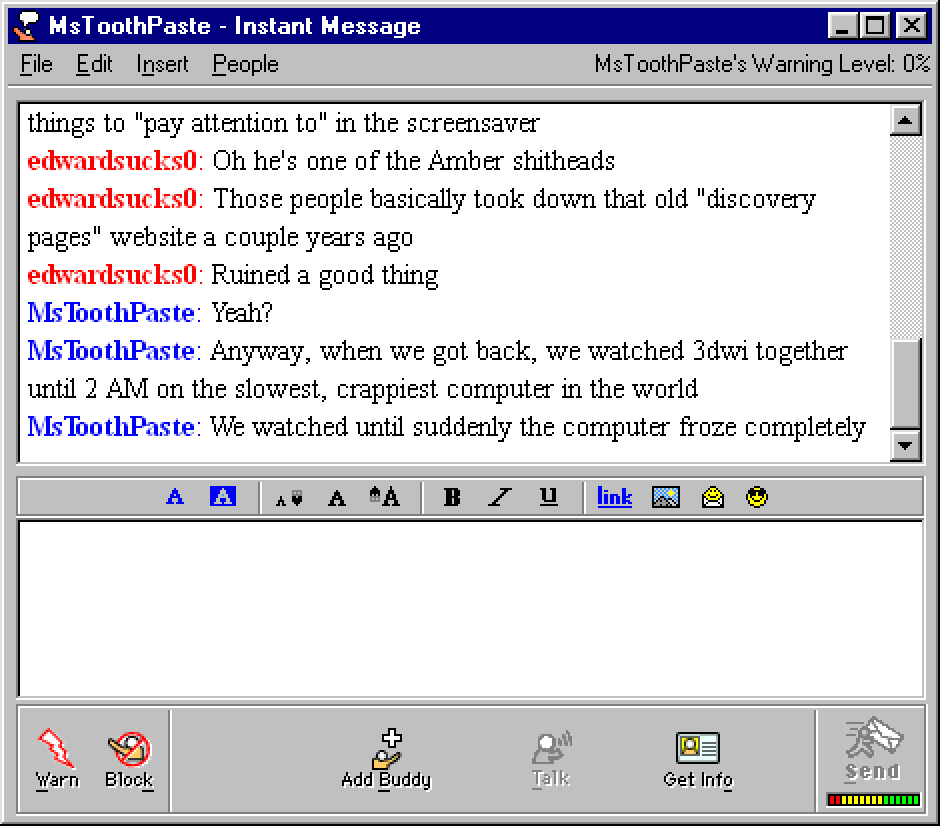 MsToothPaste - Instant Message
File Edit Insert People MsToothPaste's Warning Level: 0%
things to "pay attention to" in the screensaver
edwardsucks0: Oh he's one of the Amber shitheads
edwardsucks0: Those people basically took down that old "discovery
pages" website a couple years ago
edwardsucks0: Ruined a good thing
MsToothPaste: Yeah?
MsToothPaste: Anyway, when we got back, we watched 3dwi together
until 2 AM on the slowest, crappiest computer in the world
MsToothPaste: We watched until suddenly the computer froze completely
A A A A A B I U link
Warn Block Add Buddy Talk Get Info Send